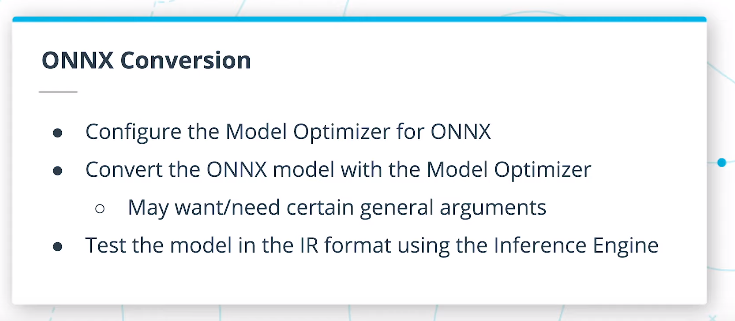 ONNX Conversion
● Configure the Model Optimizer for ONNX
● Convert the ONNX model with the Model Optimizer
○ May want/need certain general arguments
● Test the model in the IR format using the Inference Engine